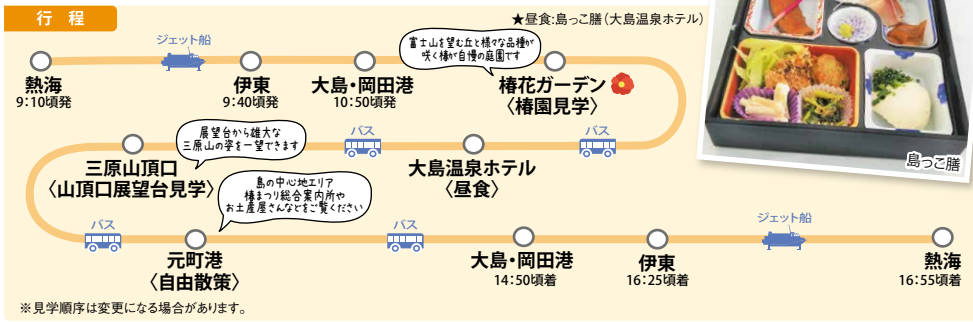 行 程
★昼食:島っこ膳(大島温泉ホテル)
ジェット船
富士山を望む丘と様々な品種が
咲く椿が自慢の庭園です
熱海
9:10頃発
伊東
9:40頃発
大島・岡田港
10:50頃発
椿花ガーデン
〈椿園見学〉
島っこ膳
展望台から雄大な
三原山の姿を一望できます
バス
バス
三原山頂口
〈山頂口展望台見学〉
大島温泉ホテル
〈昼食〉
島の中心地エリア
椿まつり総合案内所や
お土産屋さんなどをご覧ください
バス
バス
ジェット船
元町港
〈自由散策〉
大島・岡田港
14:50頃着
伊東
16:25頃着
熱海
16:55頃着
※見学順序は変更になる場合があります。